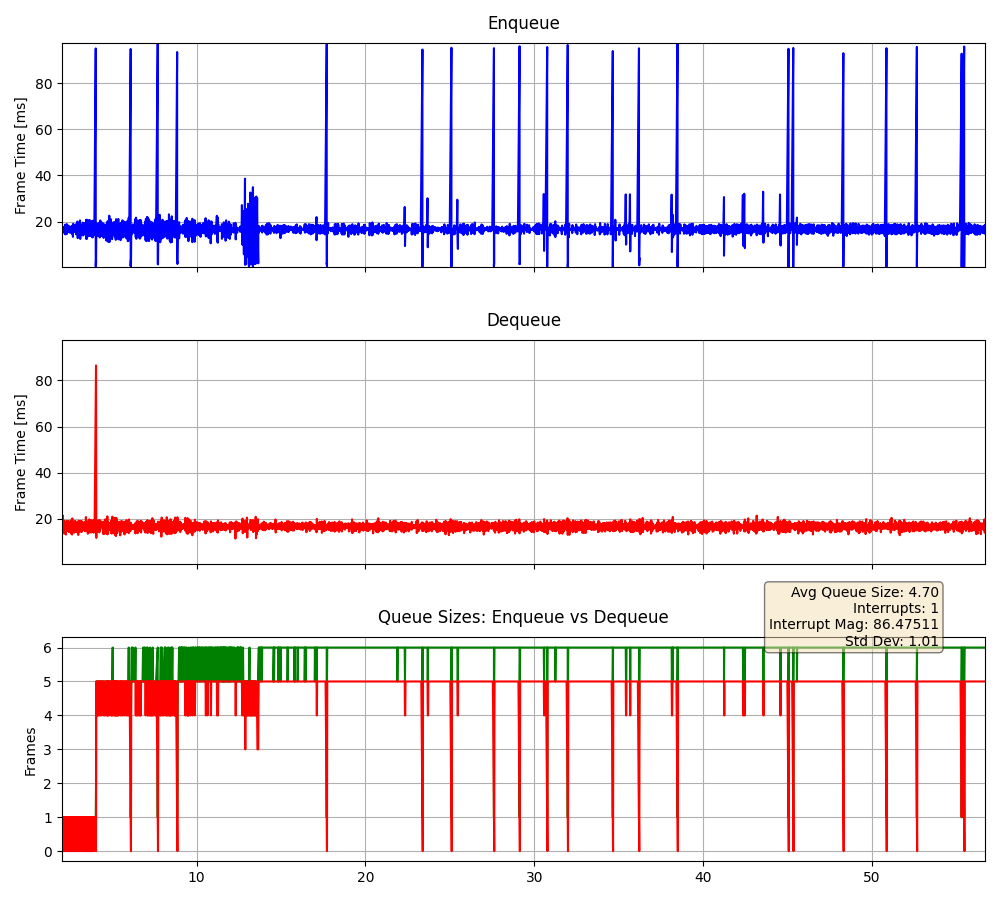 Enqueue
Frame Time [ms]
80
60
40
20
Dequeue
Frame Time [ms]
80
60
40
20
Avg Queue Size: 4.70
Interrupts: 1
Interrupt Mag: 86.47511
Std Dev: 1.01
Queue Sizes: Enqueue vs Dequeue
Frames
6
5
4
3
2
1
0
10 20 30 40 50